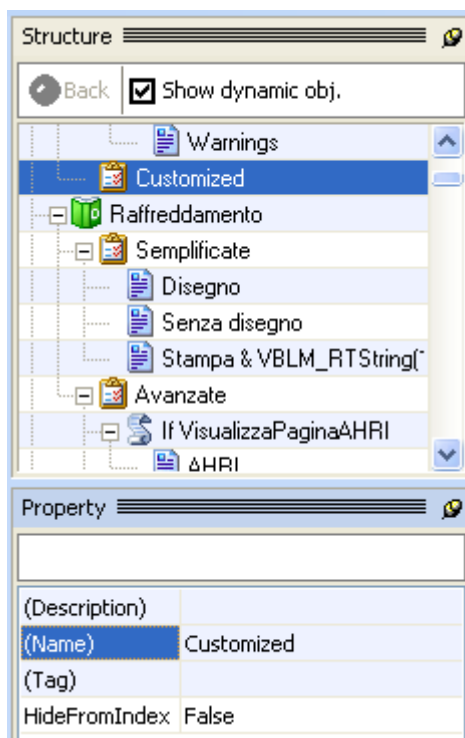 Structure
Back Show dynamic obj.
Warnings
Customized
Raffreddamento
Semplificate
Disegno
Senza disegno
Stampa & VBLM_RTString(
Avanzate
If VisualizzaPaginaAHRI
AHRI
Property
(Description)
(Name) Customized
(Tag)
HideFromIndex False